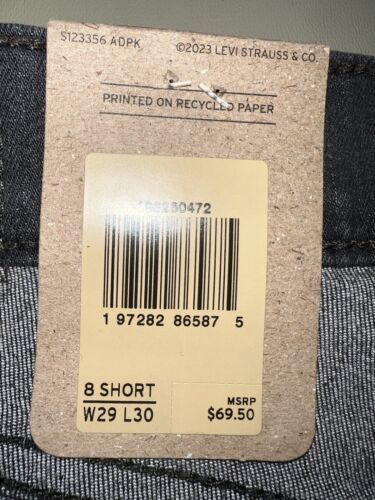 S123356 ADPK ©2023 LEVI STRAUSS & CO.
PRINTED ON RECYCLED PAPER
1 97282 86587 5
8 SHORT
W29 L30
MSRP
$69.50